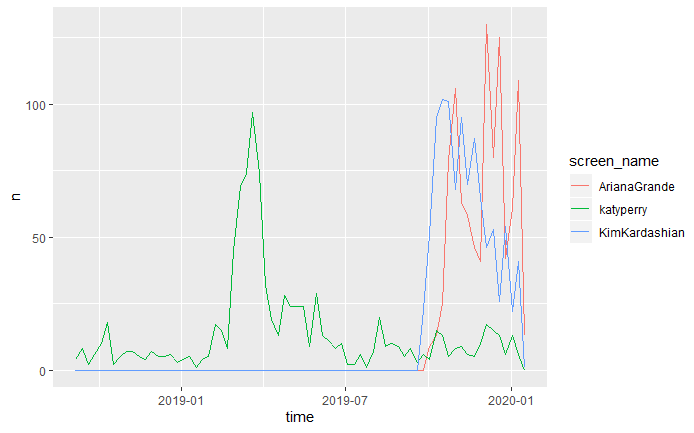 100
50
0
n
2019-01
2019-07
2020-01
time
screen_name
ArianaGrande
katyperry
KimKardashian